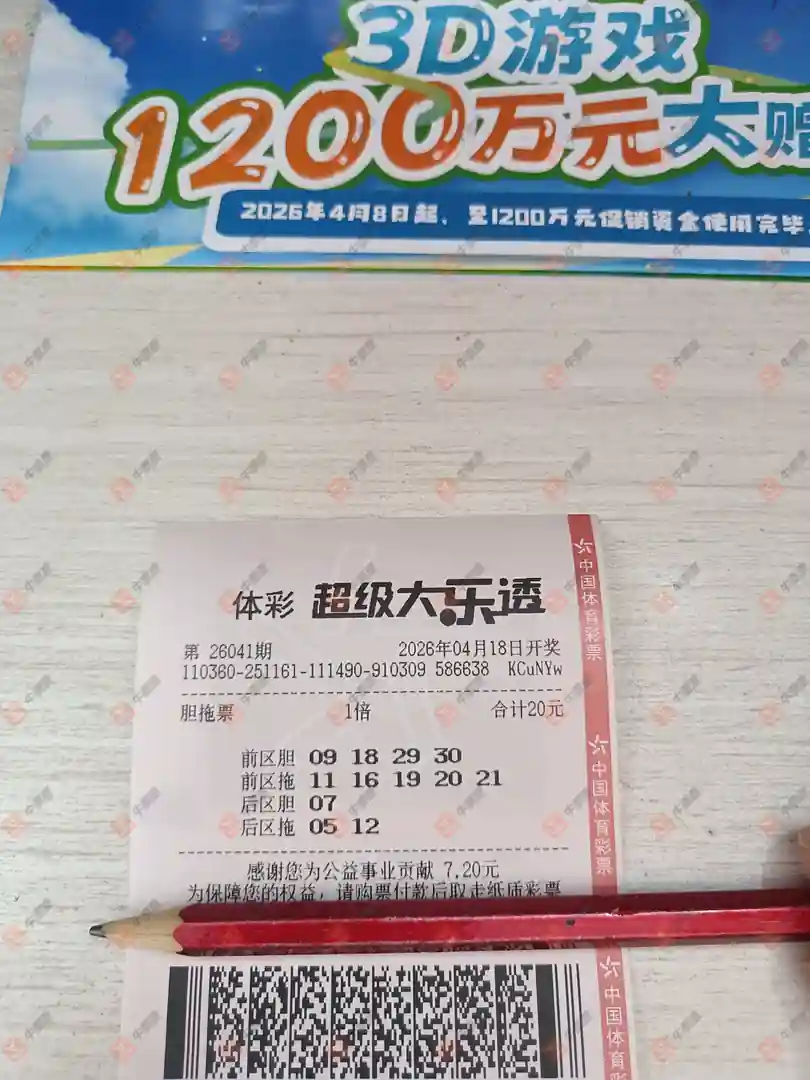 3D游戏
1200万元大赠
2026年4月8日起，至1200万元促销资金使用完毕
体彩 超级大乐透
第 26041期 2026年04月18日开奖
110360-251161-111490-910309 586638 KCuNYw
胆拖票 1倍 合计20元
前区胆 09 18 29 30
前区拖 11 16 19 20 21
后区胆 07
后区拖 05 12
感谢您为公益事业贡献 7.20元
为保障您的权益，请购票付款后取走纸质彩票
中国体育彩票
中国体育彩票
中国体育彩